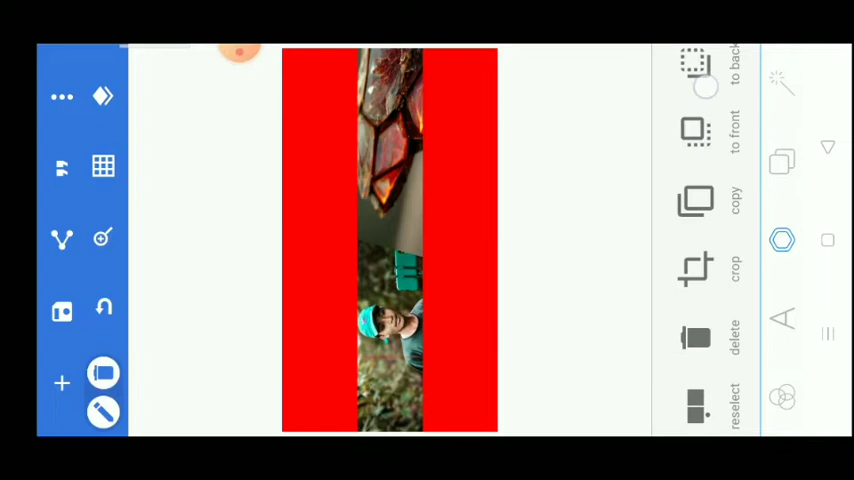 reselect
delete
crop
copy
to front
to back